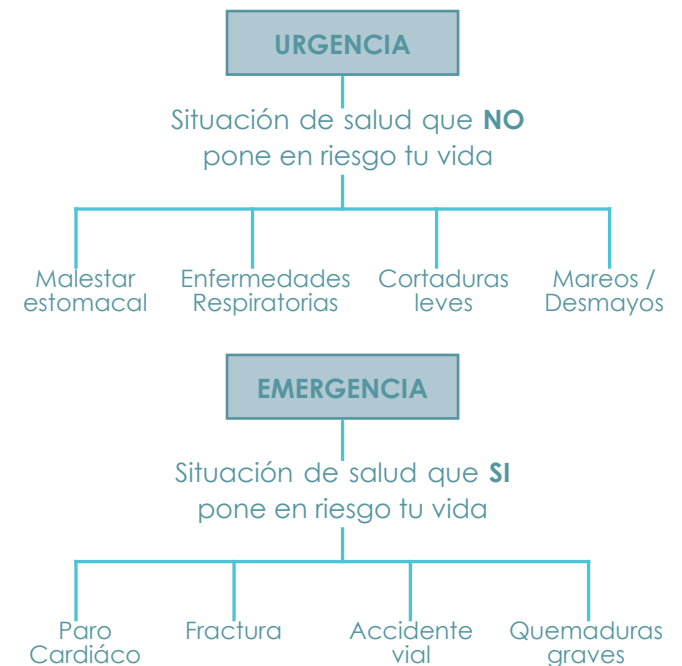 URGENCIA
Situación de salud que NO
pone en riesgo tu vida
Malestar
estomacal
Enfermedades
Respiratorias
Cortaduras
leves
Mareos /
Desmayos
EMERGENCIA
Situación de salud que SI
pone en riesgo tu vida
Paro
Cardiáco
Fractura
Accidente
vial
Quemaduras
graves